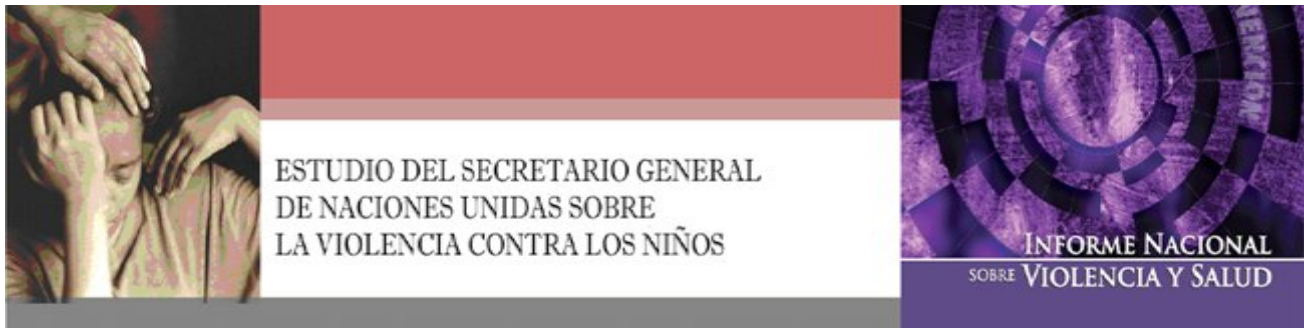 ESTUDIO DEL SECRETARIO GENERAL
DE NACIONES UNIDAS SOBRE
LA VIOLENCIA CONTRA LOS NIÑOS
INFORME NACIONAL
SOBRE VIOLENCIA Y SALUD